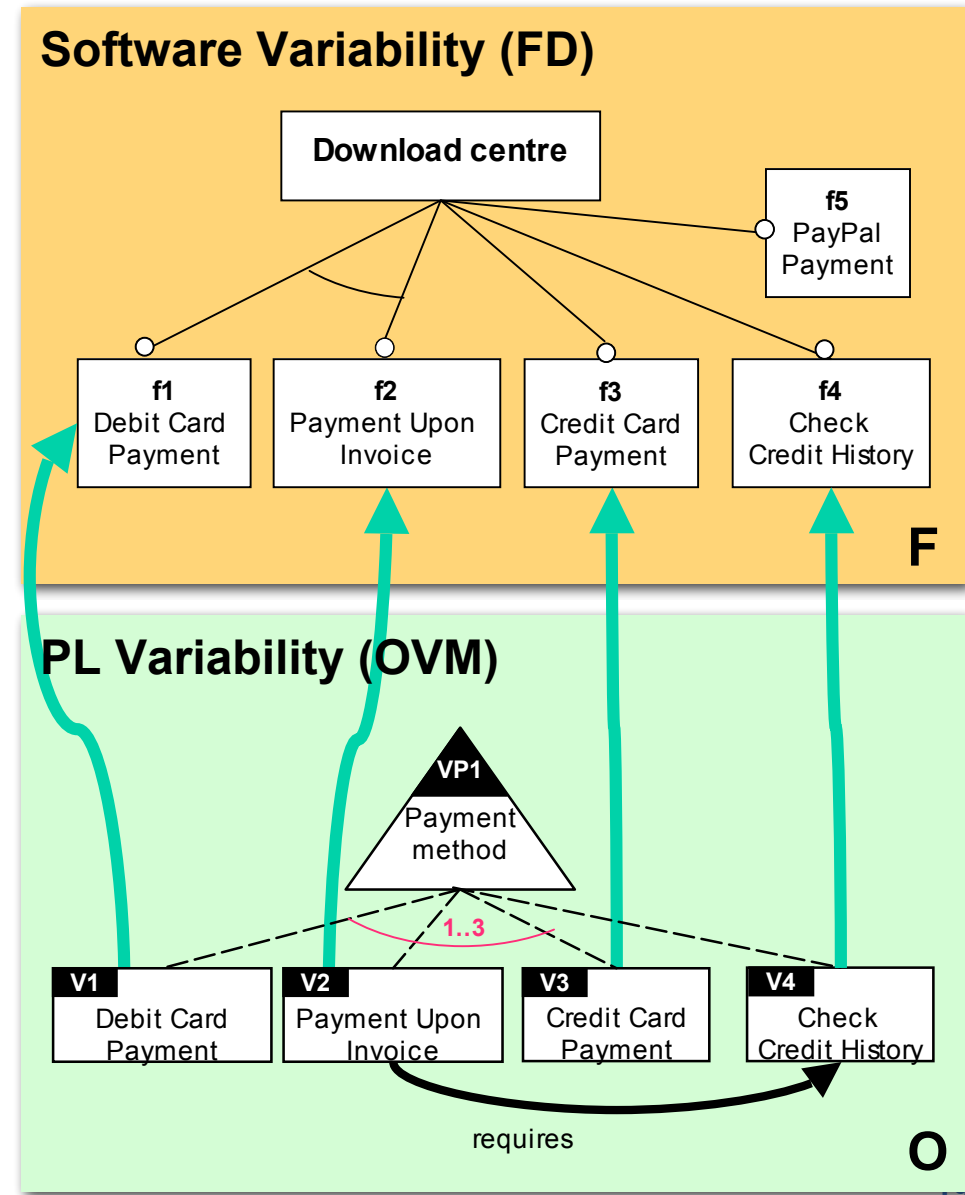 Software Variability (FD)
Download centre
f5
PayPal
Payment
f1
Debit Card
Payment
f2
Payment Upon
Invoice
f3
Credit Card
Payment
f4
Check
Credit History
F
PL Variability (OVM)
VP1
Payment
method
1..3
V1
Debit Card
Payment
V2
Payment Upon
Invoice
V3
Credit Card
Payment
V4
Check
Credit History
requires
O